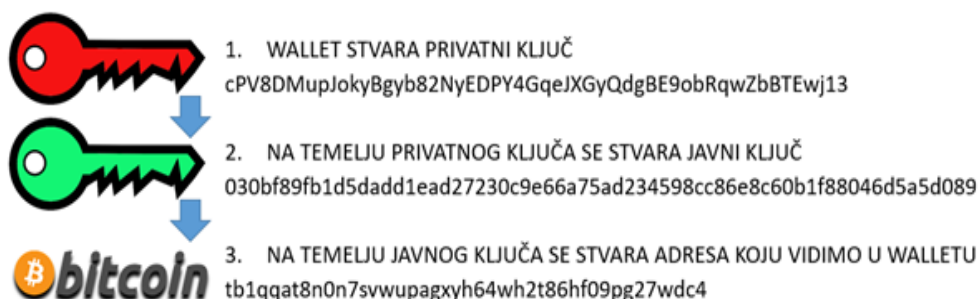 1. WALLET STVARA PRIVATNI KLJUČ
cPV8DMupJokyBgyb82NyEDPY4GqeJXGyQdgBE9obRqwZbBTEwj13
2. NA TEMELJU PRIVATNOG KLJUČA SE STVARA JAVNI KLJUČ
030bf89fb1d5dadd1ead27230c9e66a75ad234598cc86e8c60b1f88046d5a5d089
3. NA TEMELJU JAVNOG KLJUČA SE STVARA ADRESA KOJU VIDIMO U WALLETU
bitcoin
tb1qqat8n0n7svwupagxyh64wh2t86hf09pg27wdc4